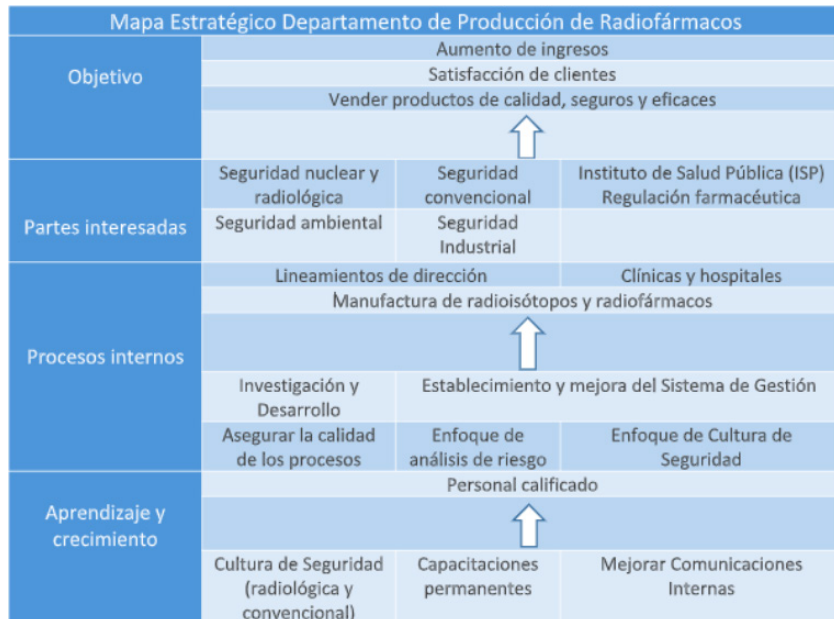 Mapa Estratégico Departamento de Producción de Radiofármacos
Objetivo
Aumento de ingresos
Satisfacción de clientes
Vender productos de calidad, seguros y eficaces
Partes interesadas
Seguridad nuclear y
radiológica
Seguridad
convencional
Instituto de Salud Pública (ISP)
Regulación farmacéutica
Seguridad ambiental
Seguridad
Industrial
Procesos internos
Lineamientos de dirección
Clínicas y hospitales
Manufactura de radioisótopos y radiofármacos
Investigación y
Desarrollo
Establecimiento y mejora del Sistema de Gestión
Asegurar la calidad
de los procesos
Enfoque de
análisis de riesgo
Enfoque de Cultura de
Seguridad
Aprendizaje y
crecimiento
Personal calificado
Cultura de Seguridad
(radiológica y
convencional)
Capacitaciones
permanentes
Mejorar Comunicaciones
Internas